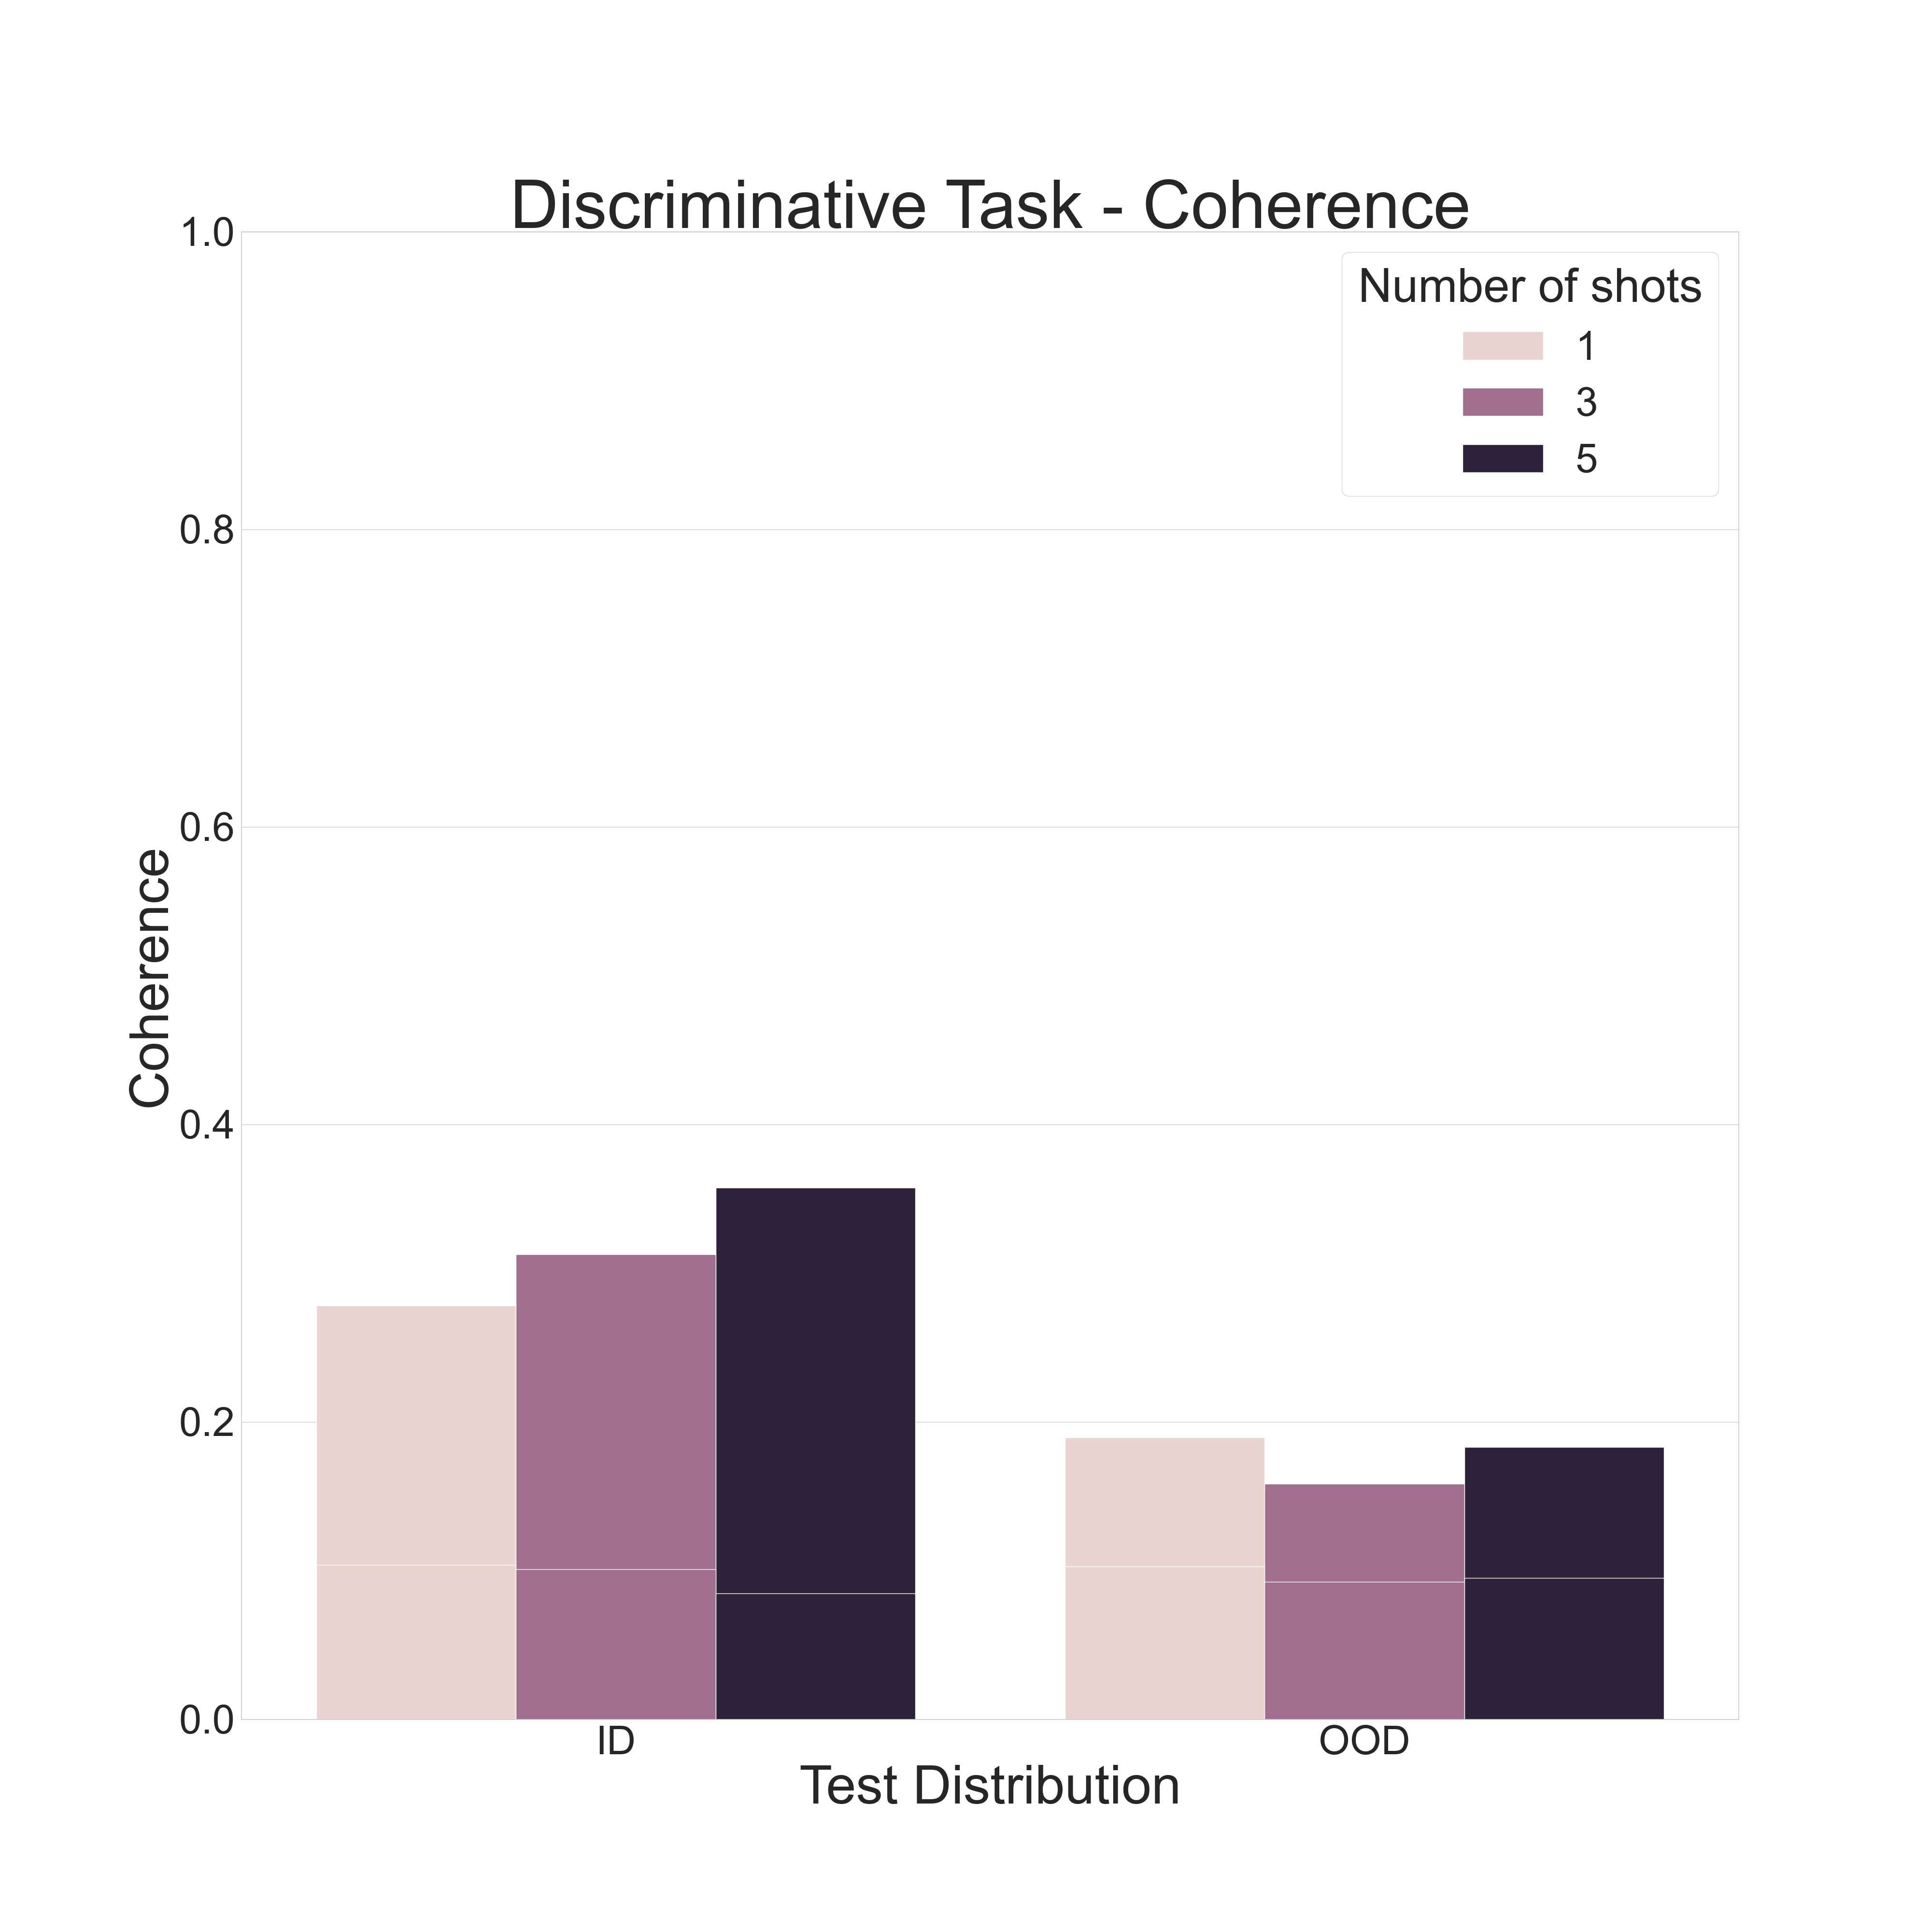 Discriminative Task - Coherence
Number of shots
1
3
5
1.0
0.8
0.6
0.4
0.2
0.0
Coherence
ID
OOD
Test Distribution